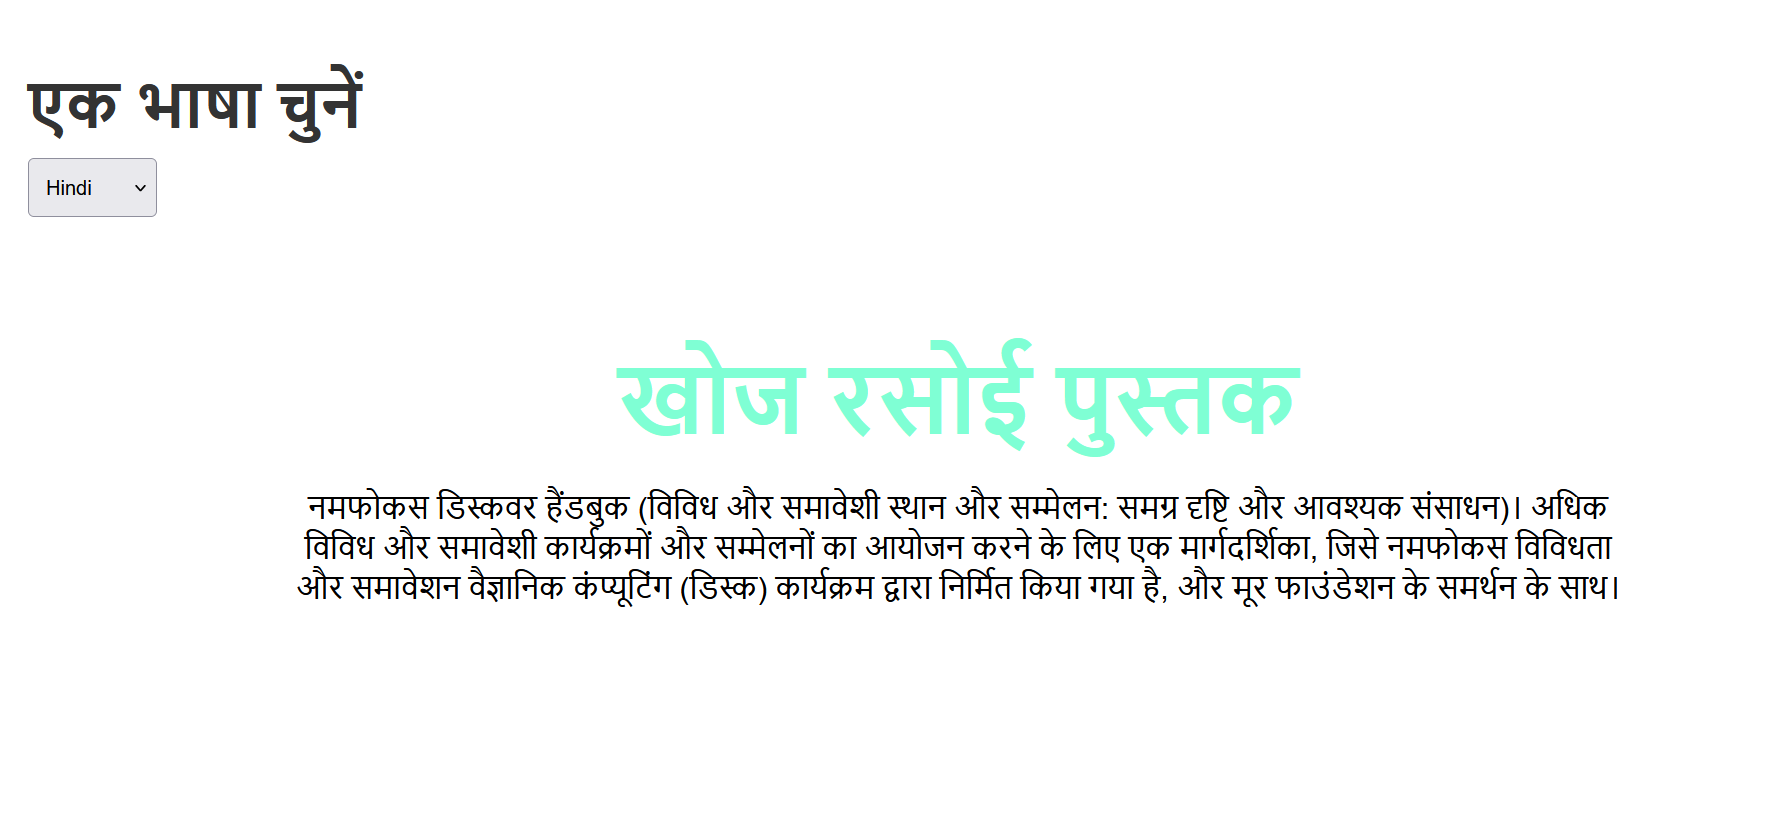 एक भाषा चुनें
Hindi
खोज रसोई पुस्तक
नमफोकस डिस्कवर हैंडबुक (विविध और समावेशी स्थान और सम्मेलन: समग्र दृष्टि और आवश्यक संसाधन)। अधिक
विविध और समावेशी कार्यक्रमों और सम्मेलनों का आयोजन करने के लिए एक मार्गदर्शिका, जिसे नमफोकस विविधता
और समावेशन वैज्ञानिक कंप्यूटिंग (डिस्क) कार्यक्रम द्वारा निर्मित किया गया है, और मूर फाउंडेशन के समर्थन के साथ।